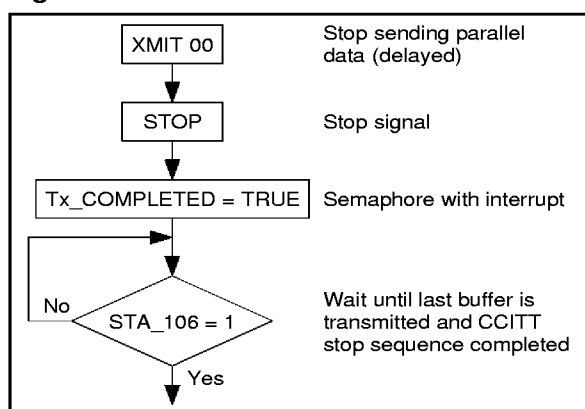 XMIT 00
Stop sending parallel
data (delayed)
STOP
Stop signal
Tx_COMPLETED = TRUE
Semaphore with interrupt
No
STA_106 = 1
Wait until last buffer is
transmitted and CCITT
stop sequence completed
Yes